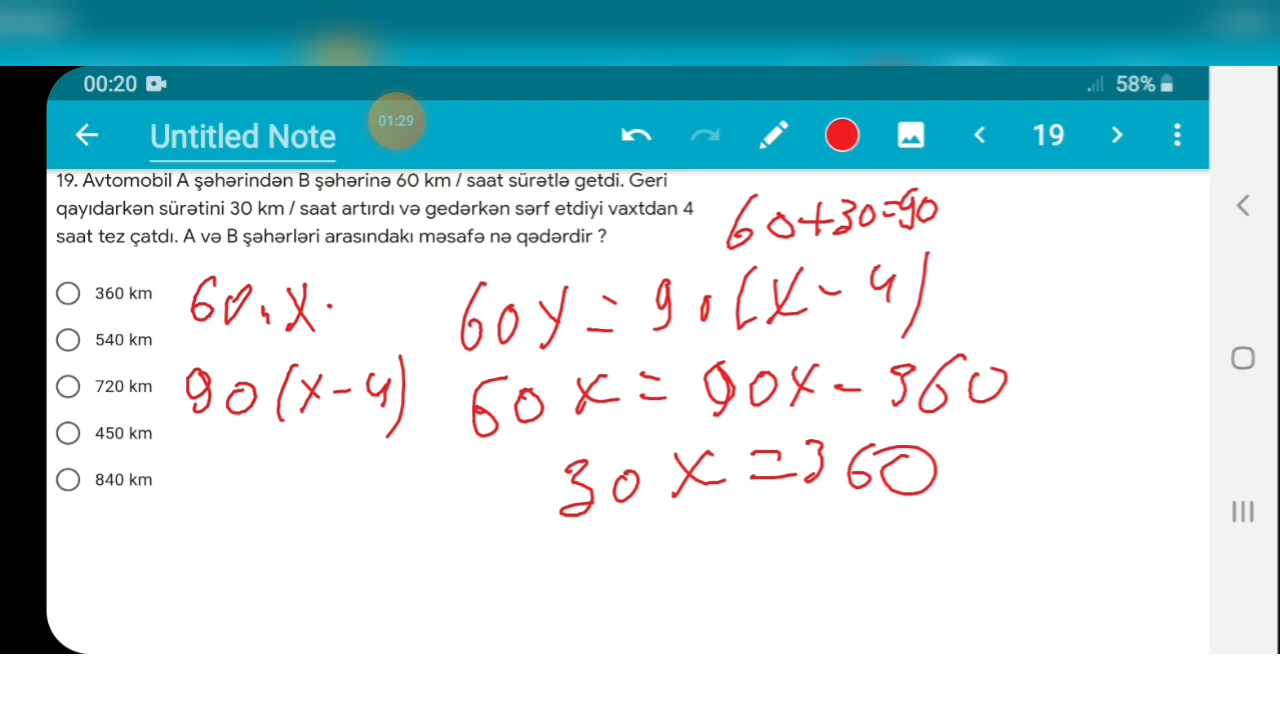 00:20
58%
Untitled Note
01:29
19
19. Avtomobil A şəhərindən B şəhərinə 60 km / saat sürətlə getdi. Geri
qayıdarkən sürətini 30 km / saat artırdı və gedərkən sərf etdiyi vaxtdan 4
saat tez çatdı. A və B şəhərləri arasındakı məsafə nə qədərdir ?
60+30=90
360 km
60.x.
60x=90(x-4)
540 km
720 km
90(x-4)
60x=90x-360
450 km
30x=360
840 km